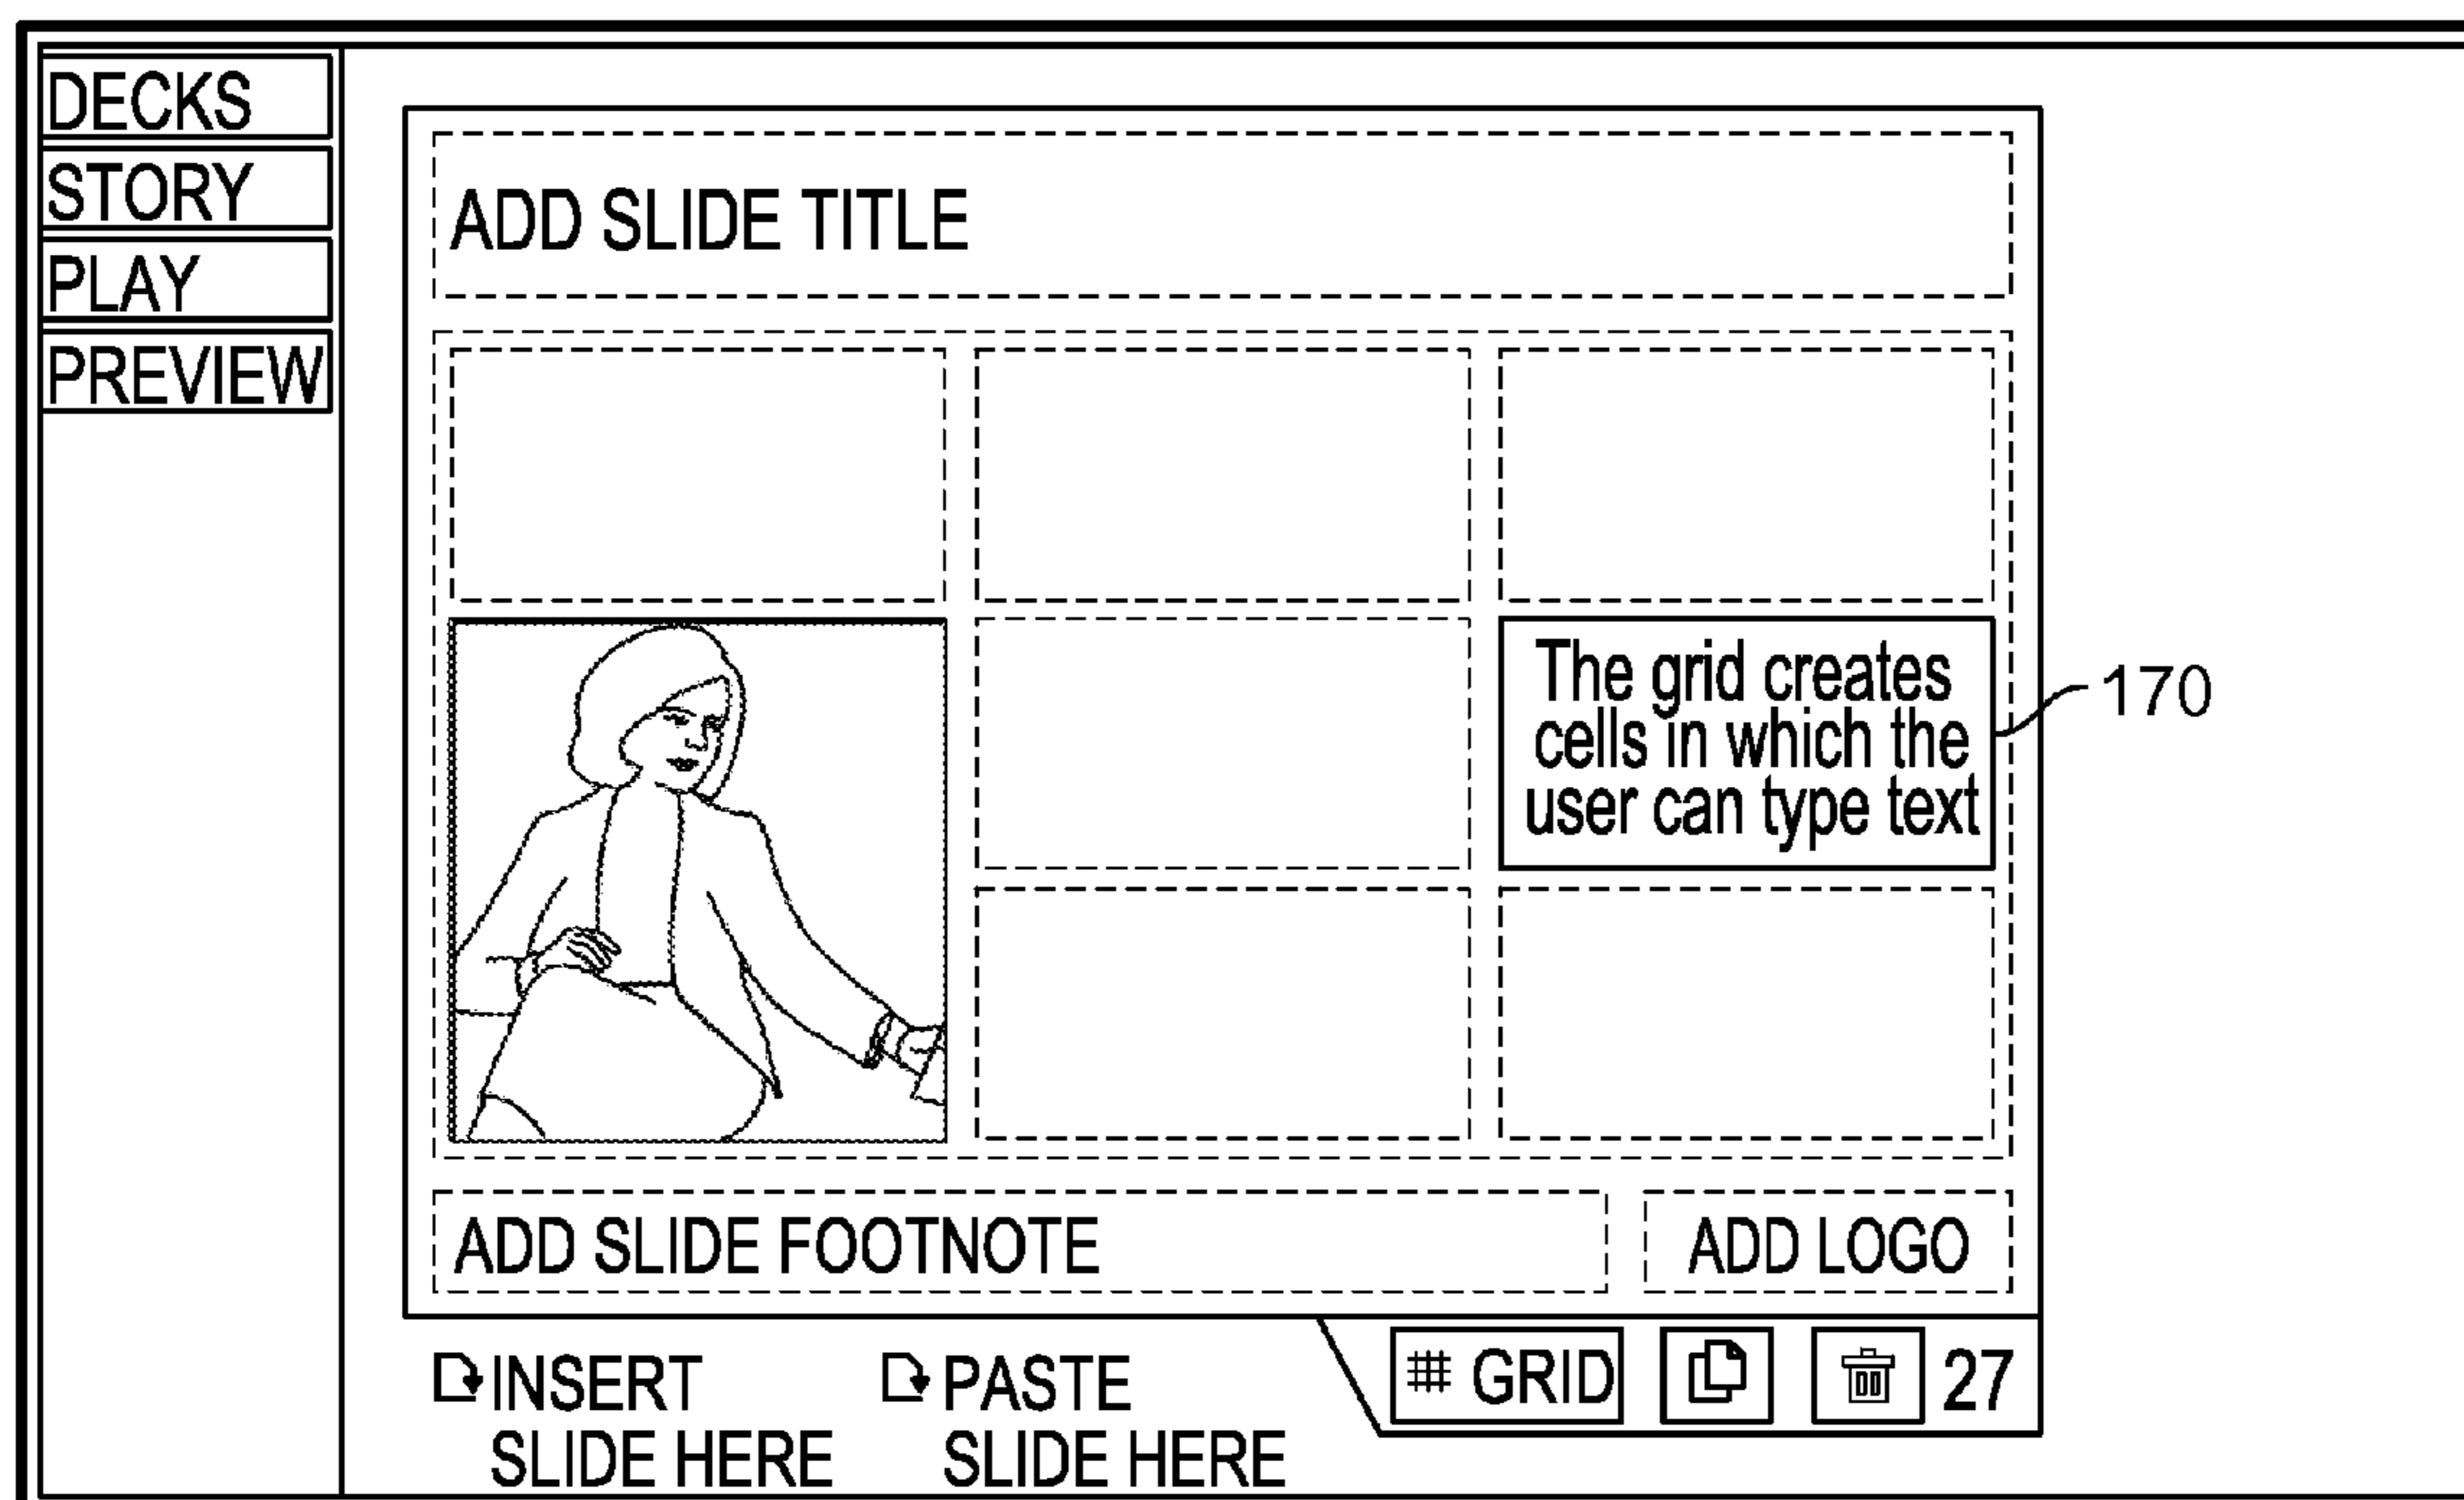 DECKS
STORY
PLAY
PREVIEW
ADD SLIDE TITLE
The grid creates
cells in which the
user can type text
170
ADD SLIDE FOOTNOTE
ADD LOGO
INSERT
SLIDE HERE
PASTE
SLIDE HERE
GRID
27